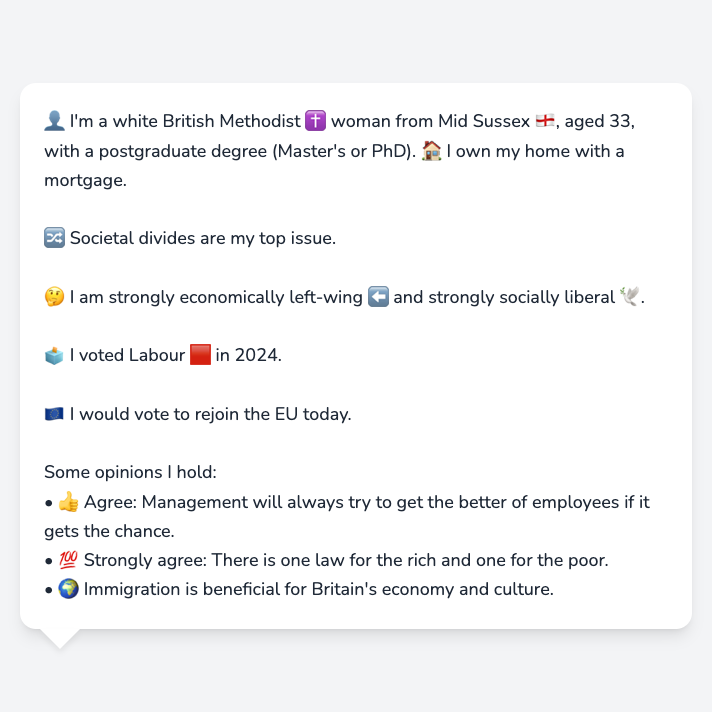 👤 I'm a white British Methodist ✝️ woman from Mid Sussex 🏴󠁧󠁢󠁥󠁮󠁧󠁿, aged 33,
with a postgraduate degree (Master's or PhD). 🏠 I own my home with a
mortgage.
🔀 Societal divides are my top issue.
🤔 I am strongly economically left-wing ⬅️ and strongly socially liberal 🕊️.
🗳️ I voted Labour 🟥 in 2024.
🇪🇺 I would vote to rejoin the EU today.
Some opinions I hold:
• 👍 Agree: Management will always try to get the better of employees if it
gets the chance.
• 💯 Strongly agree: There is one law for the rich and one for the poor.
• 🌍 Immigration is beneficial for Britain's economy and culture.